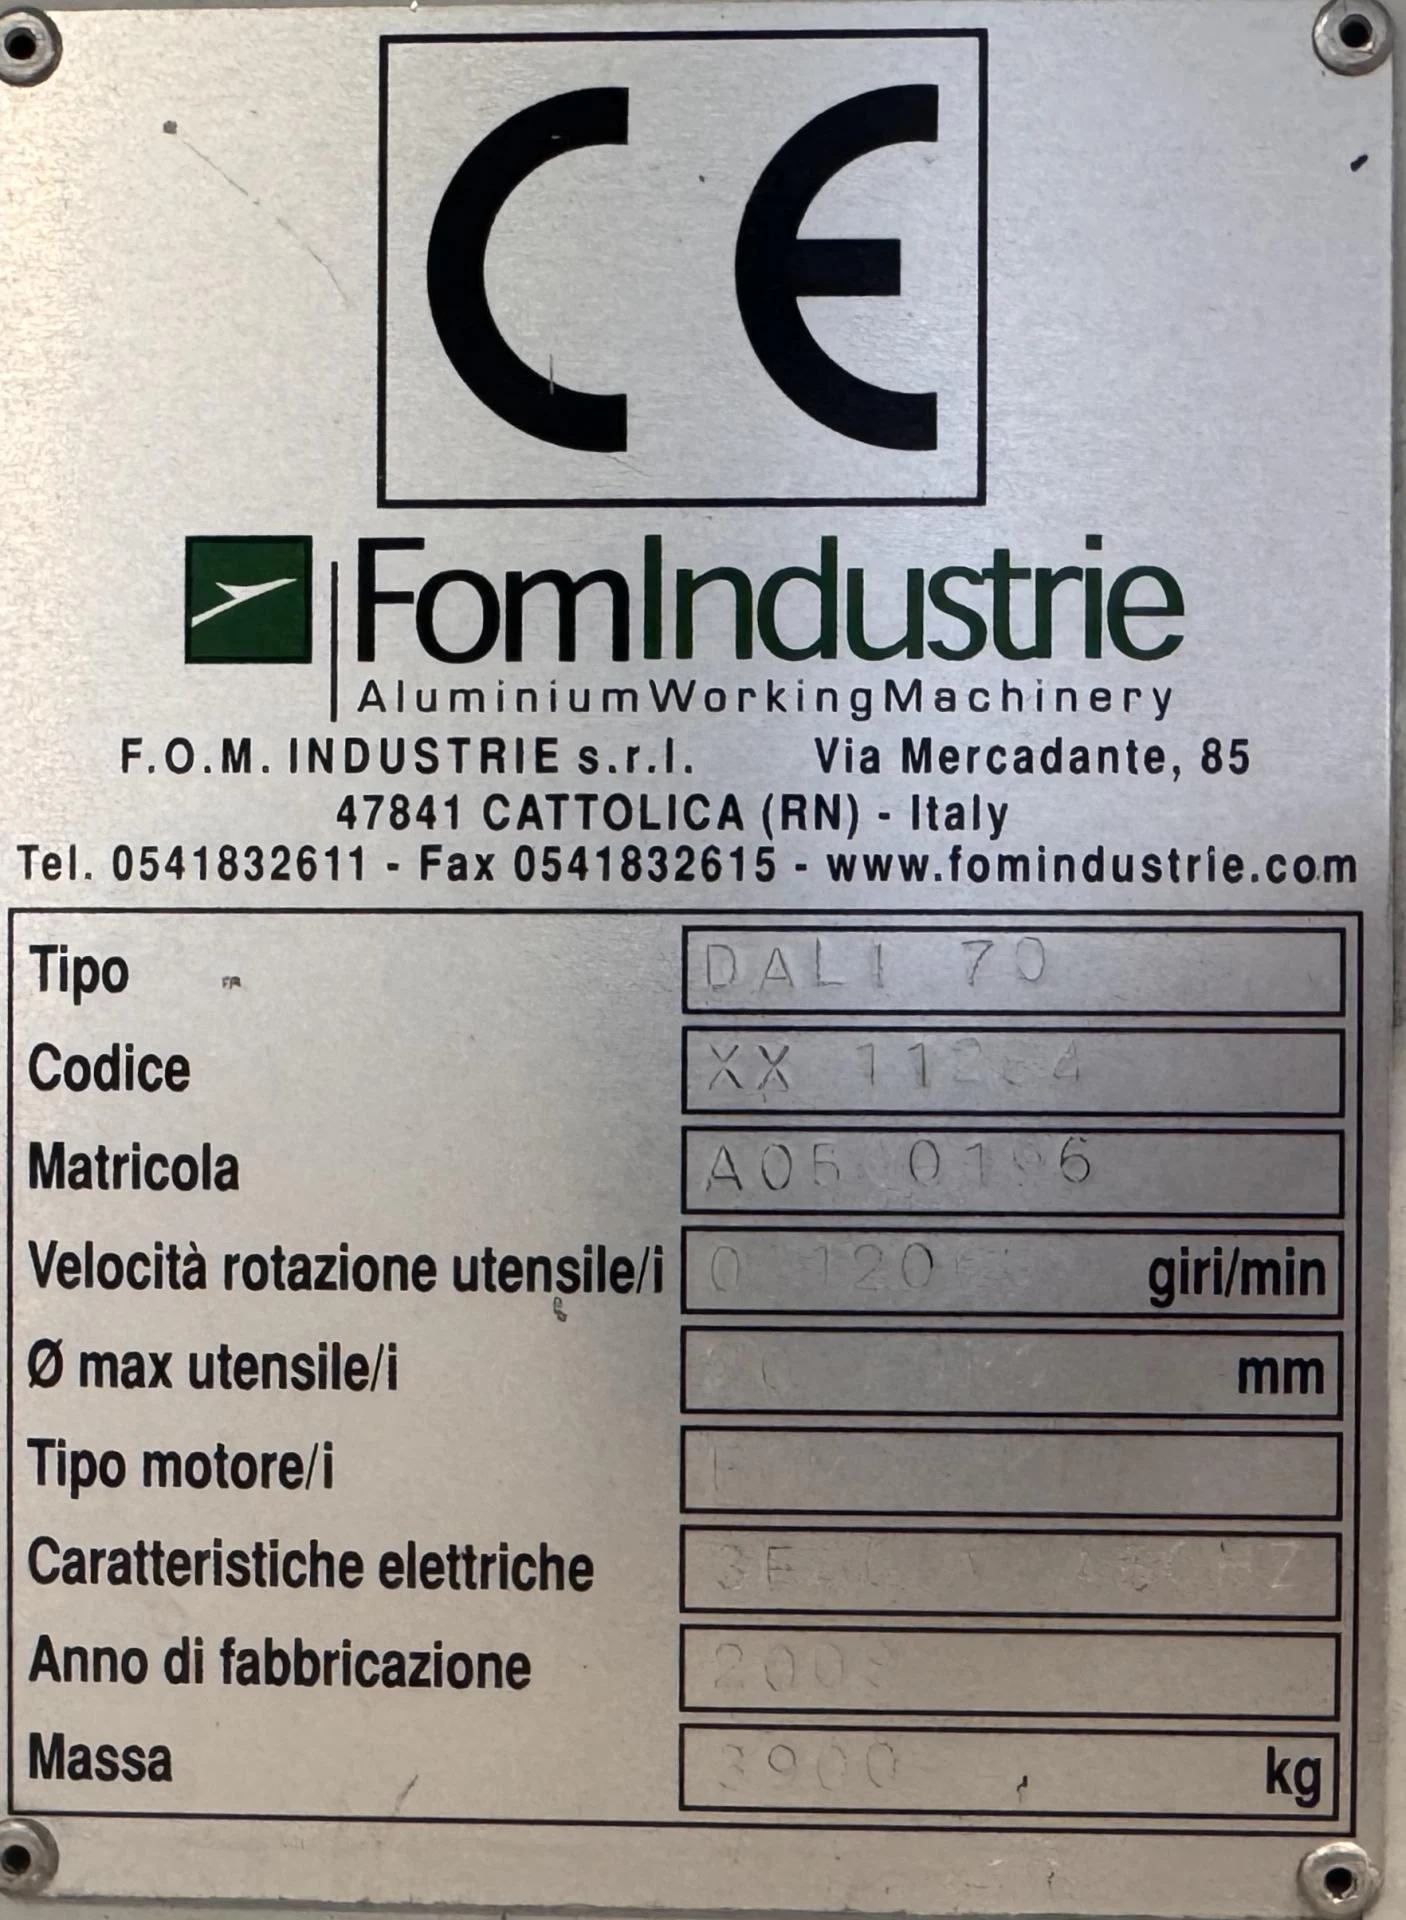 CE
FomIndustrie
AluminiumWorkingMachinery
F.O.M. INDUSTRIE s.r.l. Via Mercadante, 85
47841 CATTOLICA (RN) - Italy
Tel. 0541832611 - Fax 0541832615 - www.fomindustrie.com
Tipo DALI 70
Codice XX
Matricola
Velocità rotazione utensile/i giri/min
Ø max utensile/i mm
Tipo motore/i
Caratteristiche elettriche
Anno di fabbricazione
Massa 3900 kg